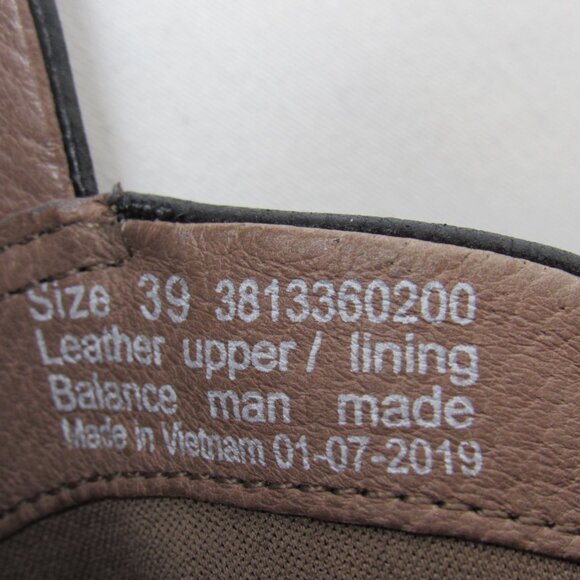 Size 39 3813360200
Leather upper/ lining
Balance man made
Made in Vietnam 01-07-2019